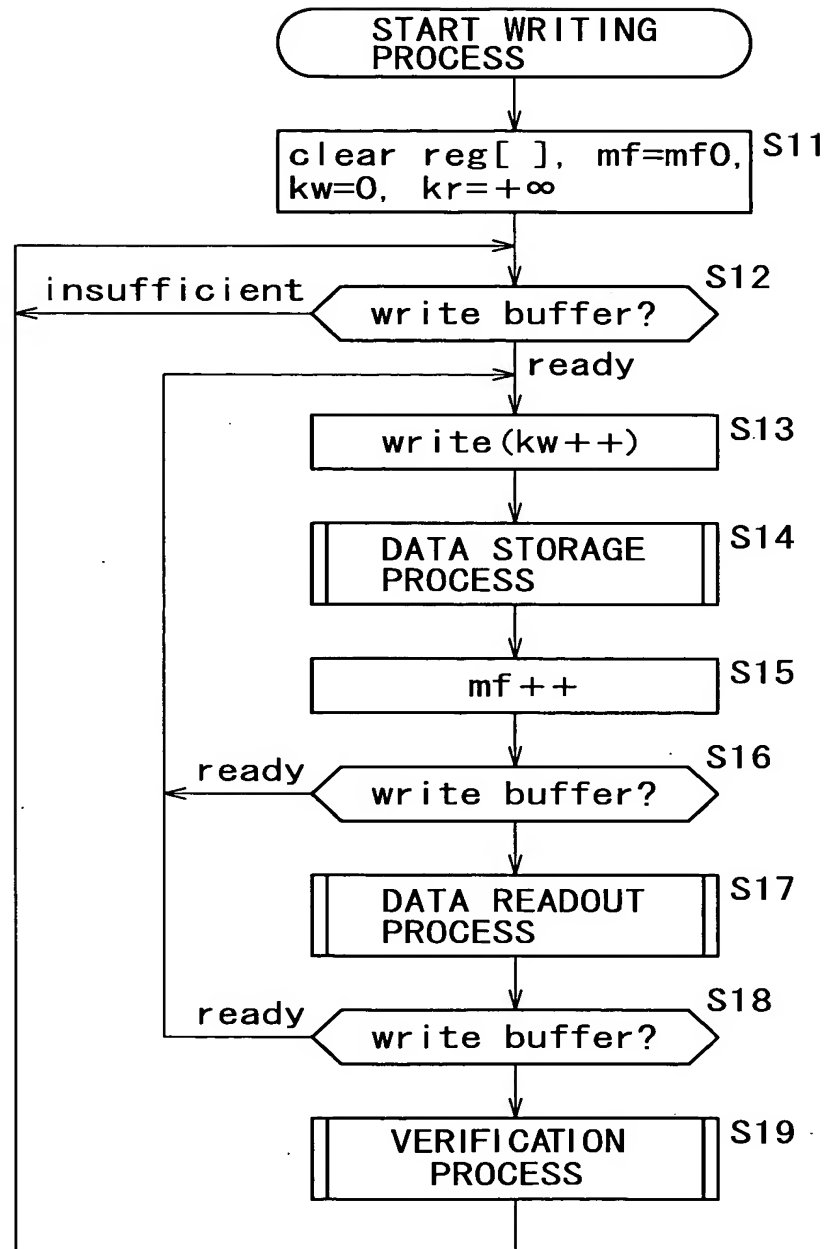 START WRITING
PROCESS
clear reg[ ], mf=mf0,
kw=0, kr=+∞
S11
insufficient
write buffer?
S12
ready
write(kw++)
S13
DATA STORAGE
PROCESS
S14
mf++
S15
ready
write buffer?
S16
DATA READOUT
PROCESS
S17
ready
write buffer?
S18
VERIFICATION
PROCESS
S19